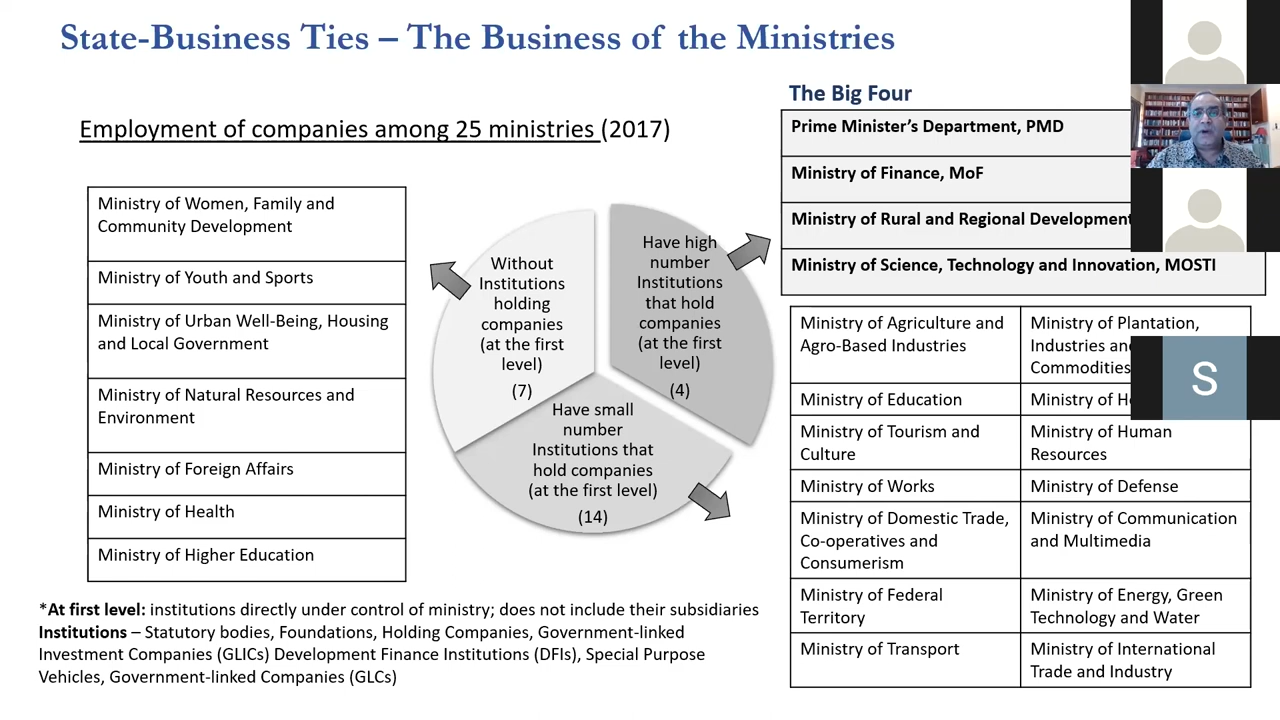 State-Business Ties – The Business of the Ministries
Employment of companies among 25 ministries (2017)
Ministry of Women, Family and
Community Development
Ministry of Youth and Sports
Ministry of Urban Well-Being, Housing
and Local Government
Ministry of Natural Resources and
Environment
Ministry of Foreign Affairs
Ministry of Health
Ministry of Higher Education
Without
Institutions
holding
companies
(at the first
level)
(7)
Have high
number
Institutions
that hold
companies
(at the first
level)
(4)
Have small
number
Institutions that
hold companies
(at the first level)
(14)
The Big Four
Prime Minister’s Department, PMD
Ministry of Finance, MoF
Ministry of Rural and Regional Development
Ministry of Science, Technology and Innovation, MOSTI
Ministry of Agriculture and
Agro-Based Industries
Ministry of Plantation,
Industries
Commodities
Ministry of Education
Ministry of
Ministry of Tourism and
Culture
Ministry of Human
Resources
Ministry of Works
Ministry of Defense
Ministry of Domestic Trade,
Co-operatives and
Consumerism
Ministry of Communication
and Multimedia
Ministry of Federal
Territory
Ministry of Energy, Green
Technology and Water
Ministry of Transport
Ministry of International
Trade and Industry
*At first level: institutions directly under control of ministry; does not include their subsidiaries
Institutions – Statutory bodies, Foundations, Holding Companies, Government-linked
Investment Companies (GLICs) Development Finance Institutions (DFIs), Special Purpose
Vehicles, Government-linked Companies (GLCs)
S